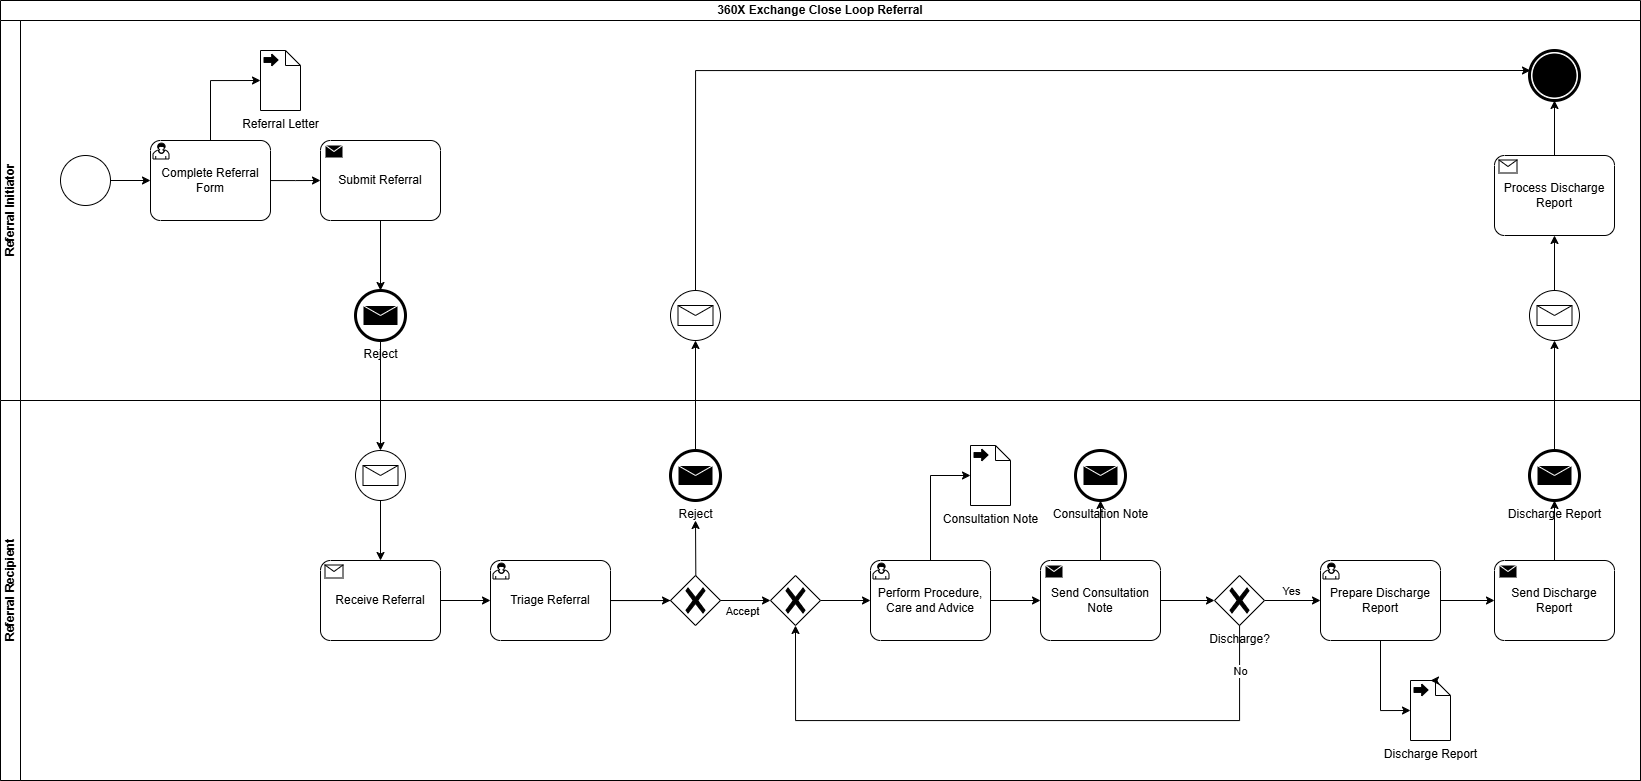 360X Exchange Close Loop Referral
Referral Initiator
Referral Letter
Complete Referral
Form
Submit Referral
Process Discharge
Report
Reject
Referral Recipient
Reject
Consultation Note
Consultation Note
Discharge Report
Receive Referral
Triage Referral
Accept
Perform Procedure,
Care and Advice
Send Consultation
Note
Discharge?
Yes
No
Prepare Discharge
Report
Send Discharge
Report
Discharge Report